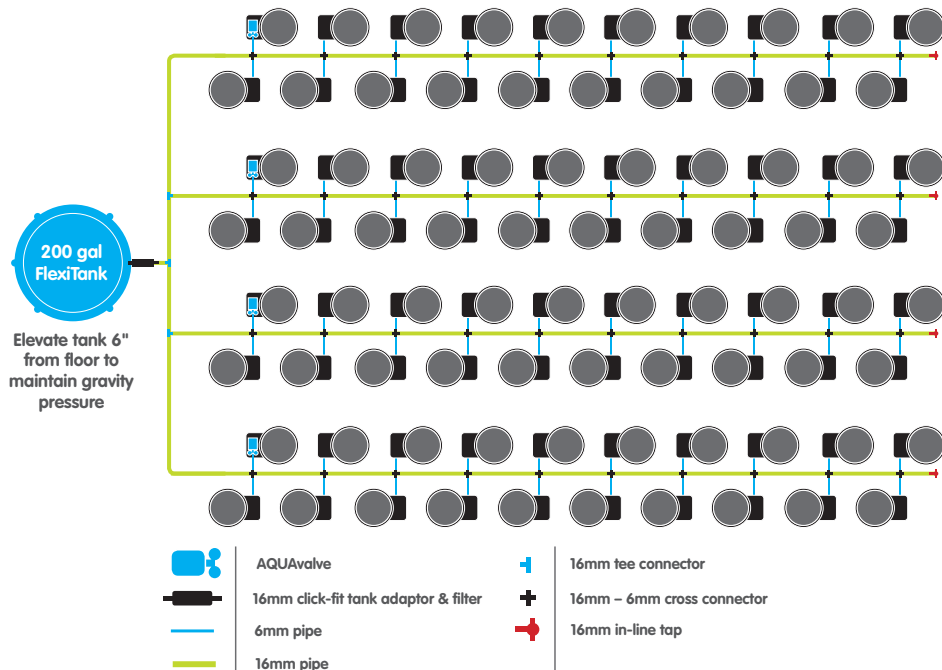 200 gal
FlexiTank
Elevate tank 6"
from floor to
maintain gravity
pressure
AQUAvalve
16mm tee connector
16mm click-fit tank adaptor & filter
16mm – 6mm cross connector
6mm pipe
16mm in-line tap
16mm pipe